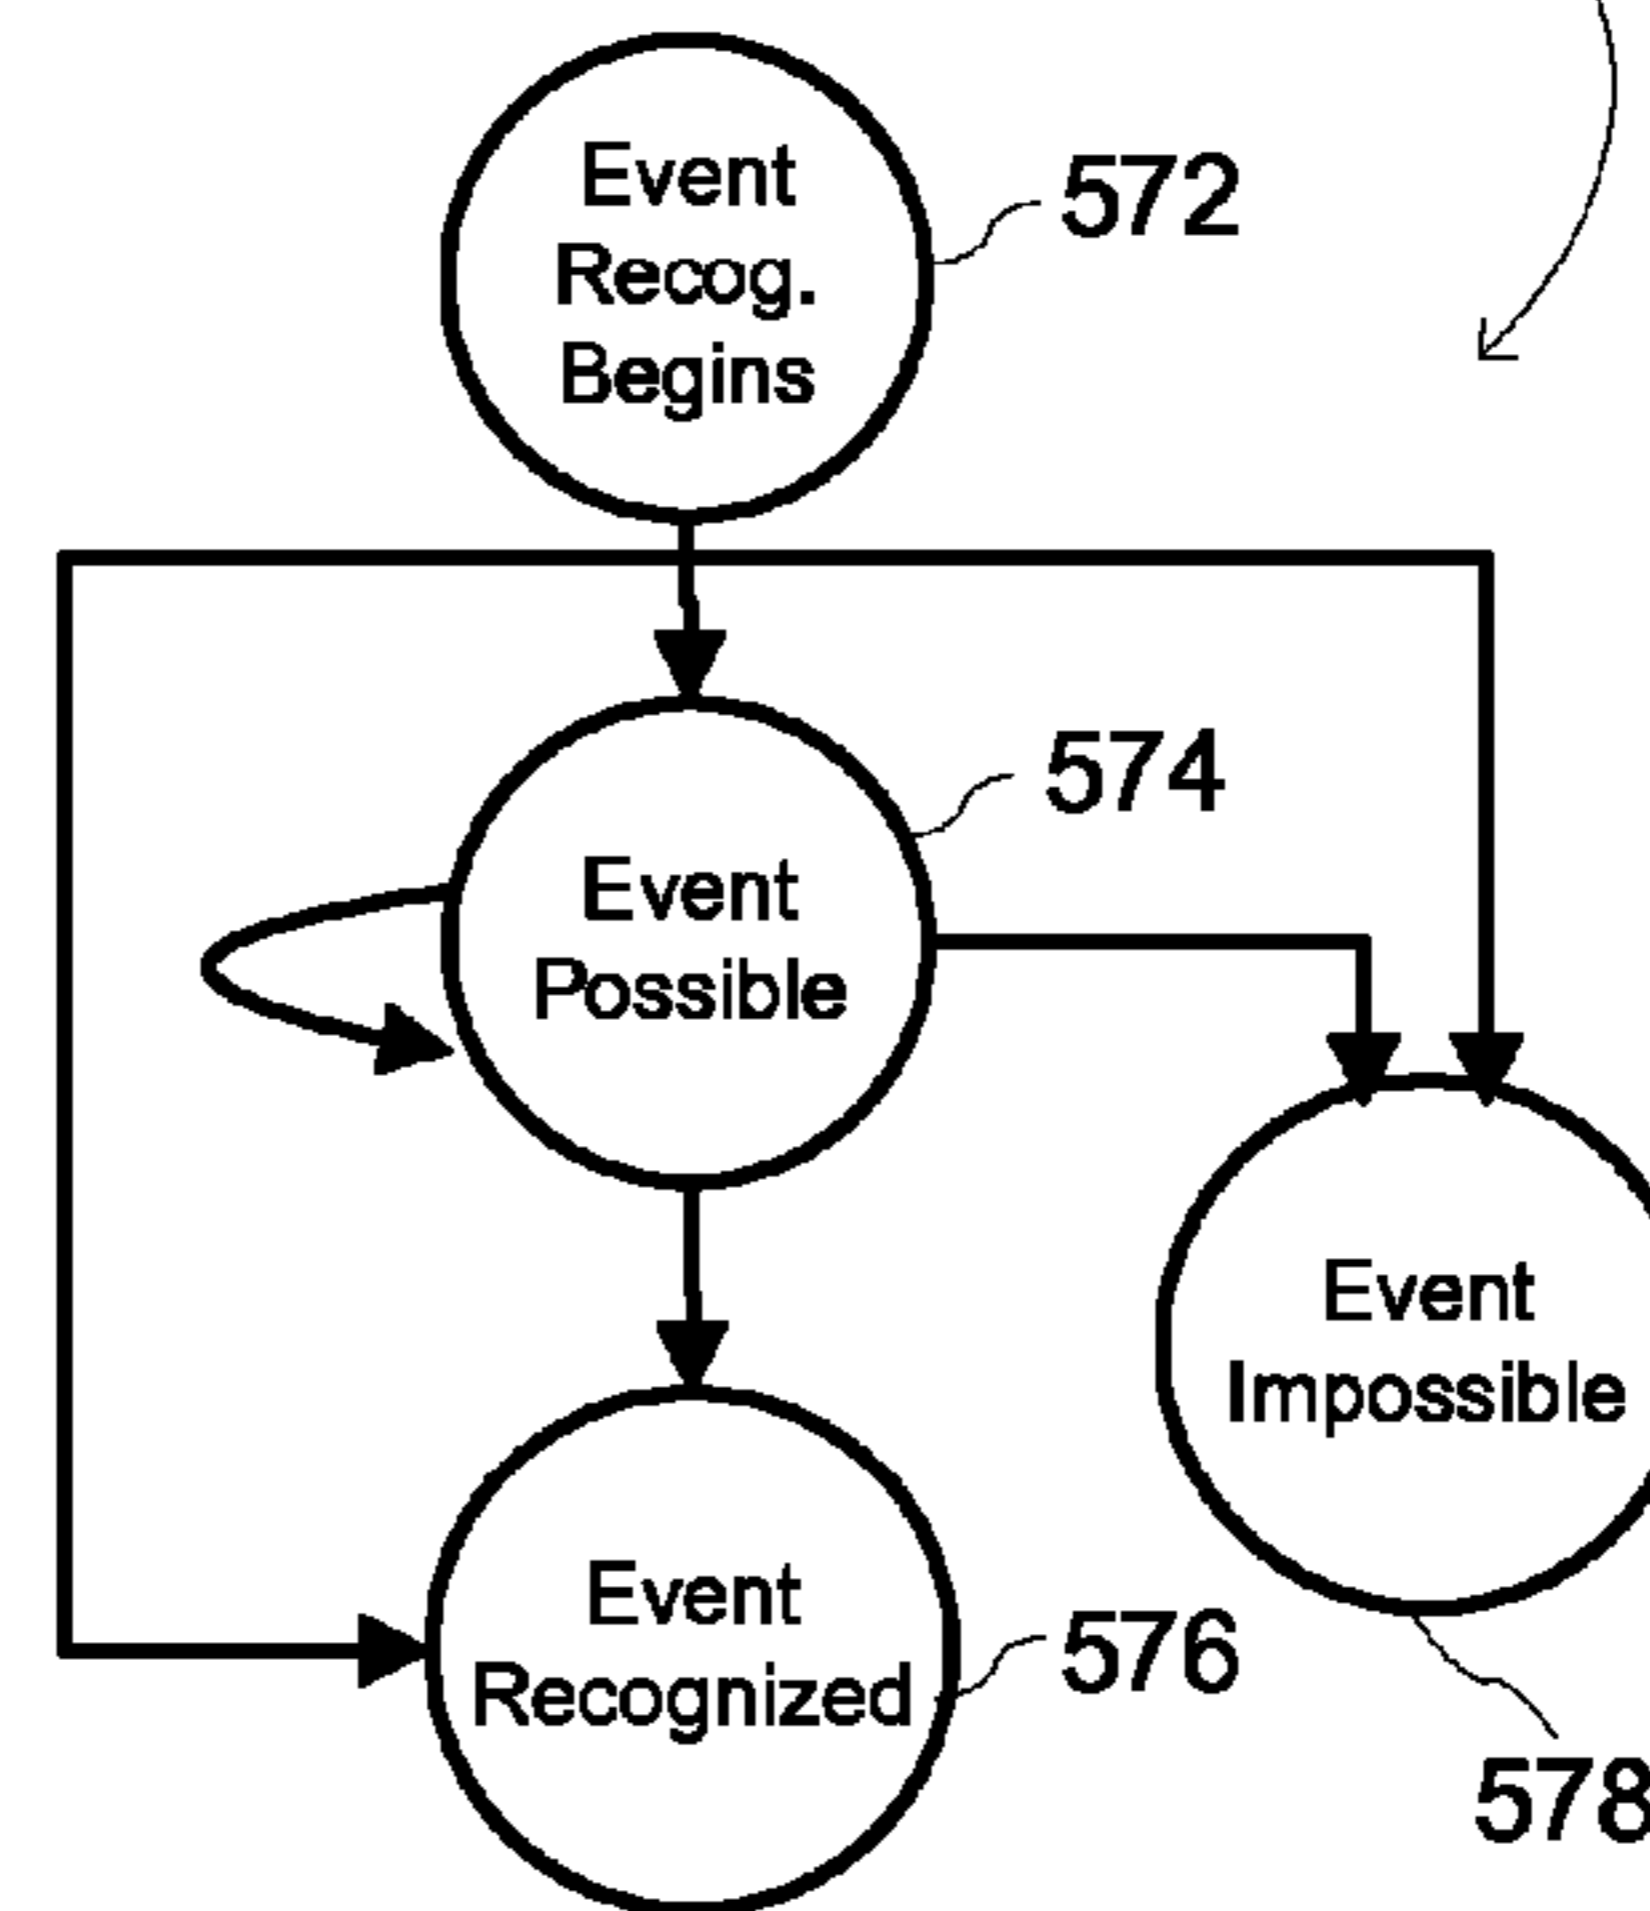 Event
Recog.
Begins
572
574
Event
Possible
Event
Impossible
Event
Recognized
576
578